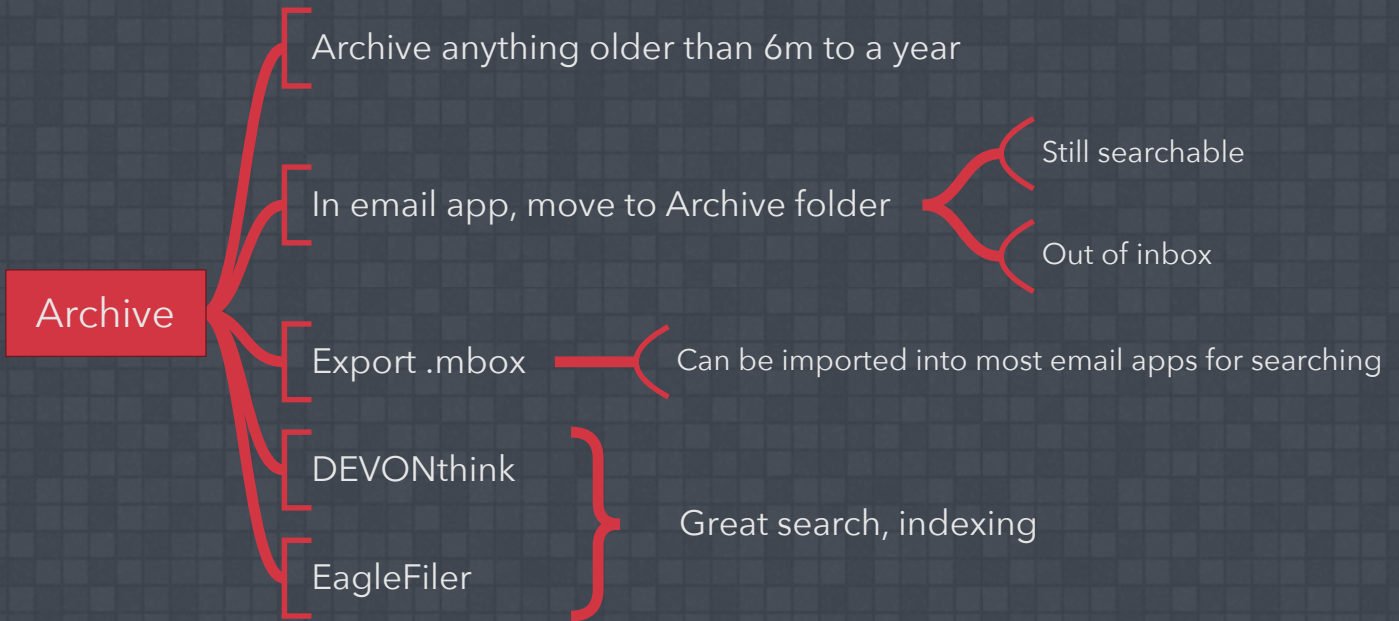 Archive
Archive anything older than 6m to a year
In email app, move to Archive folder
Still searchable
Out of inbox
Export .mbox
Can be imported into most email apps for searching
DEVONthink
EagleFiler
Great search, indexing